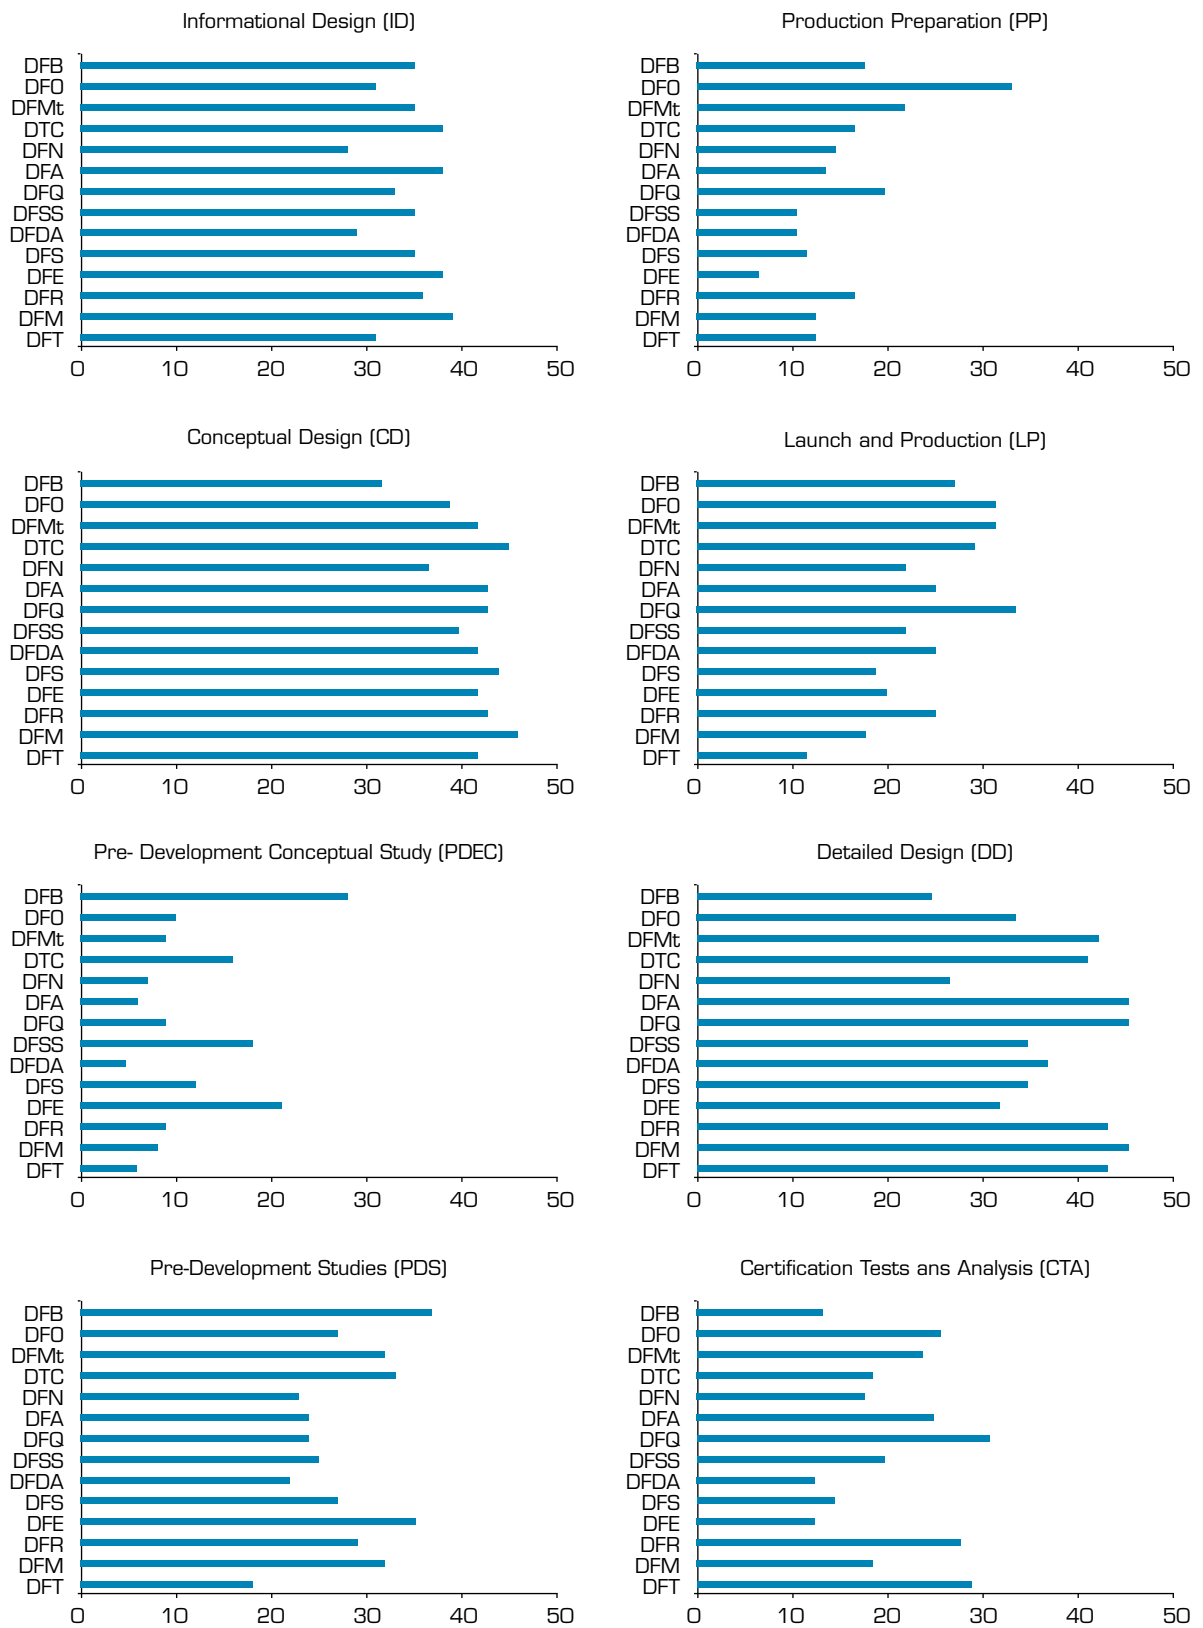 Informational Design (ID)
DFB
DFO
DFMt
DTC
DFN
DFA
DFQ
DFSS
DFDA
DFS
DFE
DFR
DFM
DFT
0 10 20 30 40 50
Production Preparation (PP)
DFB
DFO
DFMt
DTC
DFN
DFA
DFQ
DFSS
DFDA
DFS
DFE
DFR
DFM
DFT
0 10 20 30 40 50
Conceptual Design (CD)
DFB
DFO
DFMt
DTC
DFN
DFA
DFQ
DFSS
DFDA
DFS
DFE
DFR
DFM
DFT
0 10 20 30 40 50
Launch and Production (LP)
DFB
DFO
DFMt
DTC
DFN
DFA
DFQ
DFSS
DFDA
DFS
DFE
DFR
DFM
DFT
0 10 20 30 40 50
Pre- Development Conceptual Study (PDEC)
DFB
DFO
DFMt
DTC
DFN
DFA
DFQ
DFSS
DFDA
DFS
DFE
DFR
DFM
DFT
0 10 20 30 40 50
Detailed Design (DD)
DFB
DFO
DFMt
DTC
DFN
DFA
DFQ
DFSS
DFDA
DFS
DFE
DFR
DFM
DFT
0 10 20 30 40 50
Pre-Development Studies (PDS)
DFB
DFO
DFMt
DTC
DFN
DFA
DFQ
DFSS
DFDA
DFS
DFE
DFR
DFM
DFT
0 10 20 30 40 50
Certification Tests ans Analysis (CTA)
DFB
DFO
DFMt
DTC
DFN
DFA
DFQ
DFSS
DFDA
DFS
DFE
DFR
DFM
DFT
0 10 20 30 40 50